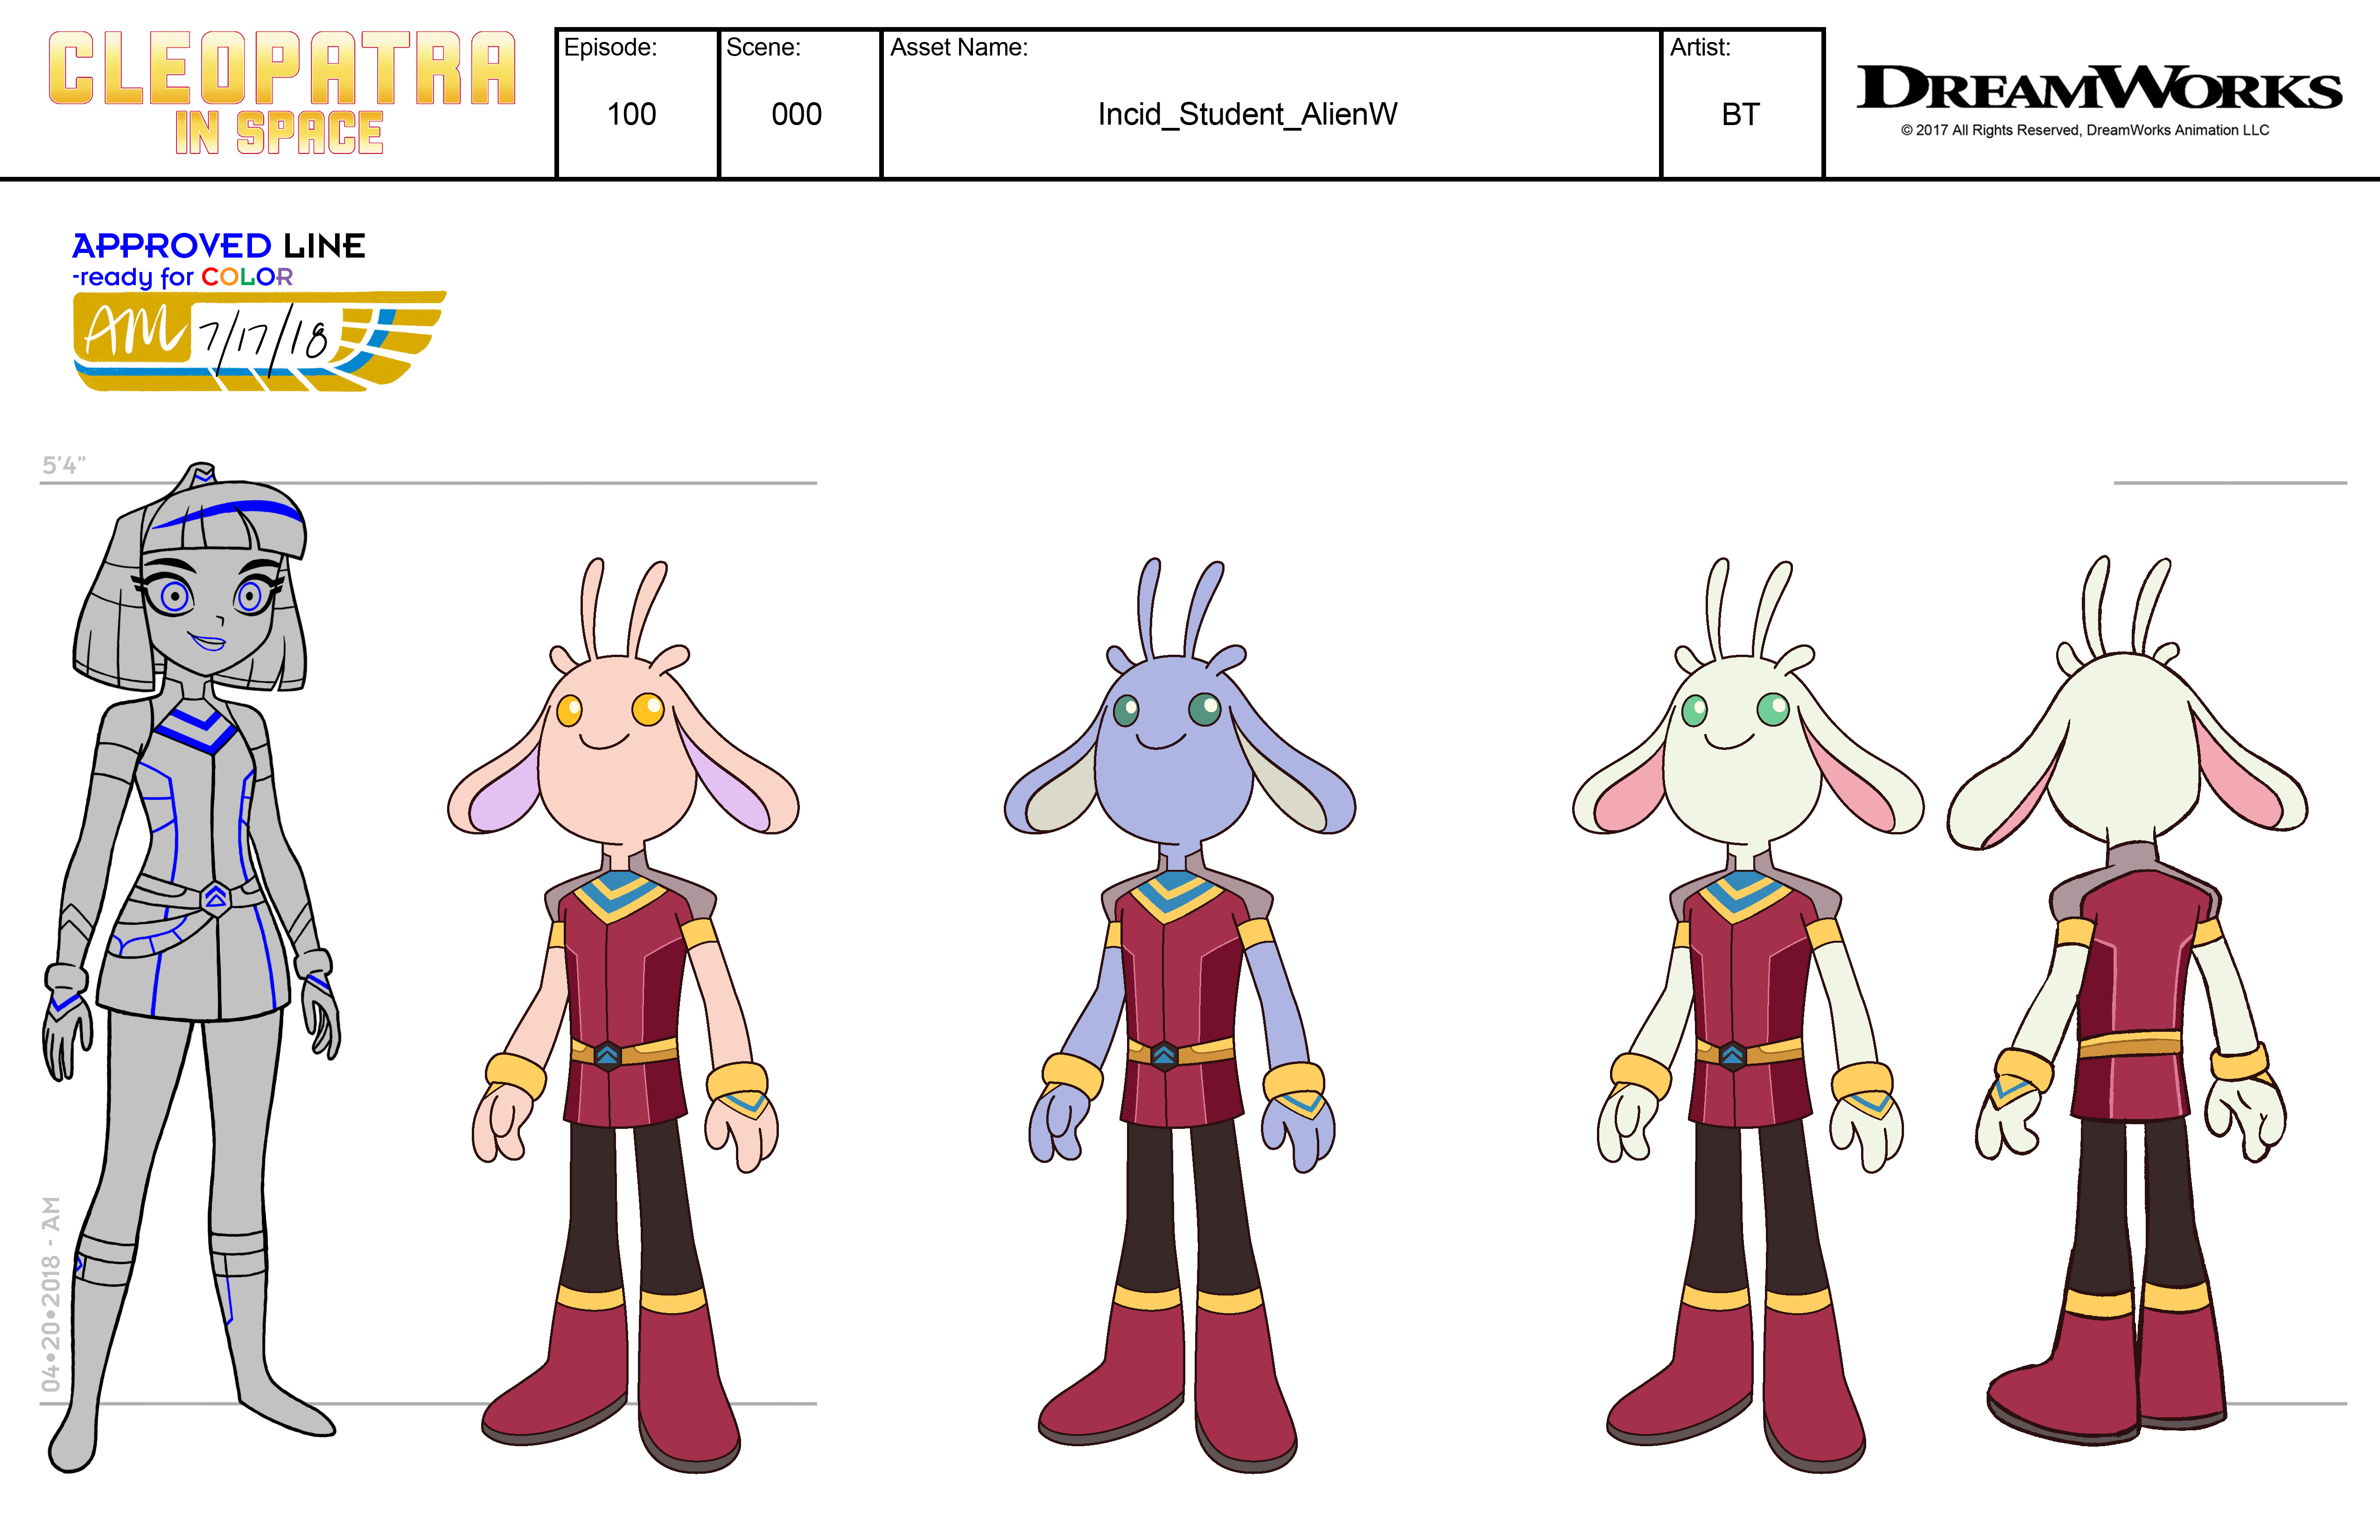 CLEOPATRA
IN SPACE
Episode:
100
Scene:
000
Asset Name:
Incid_Student_AlienW
Artist:
BT
DREAMWORKS
© 2017 All Rights Reserved, DreamWorks Animation LLC
APPROVED LINE
-ready for COLOR
AM 7/17/18
5'4"
04•20•2018 - AM